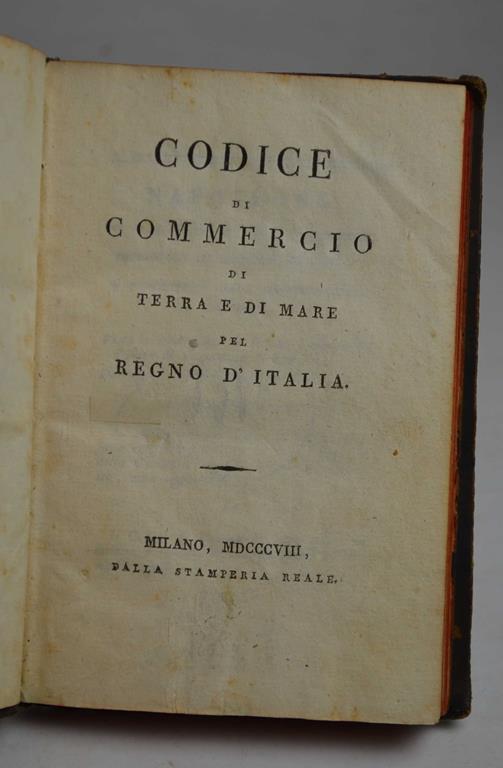 CODICE
DI
COMMERCIO
DI
TERRA E DI MARE
PEL
REGNO D'ITALIA.
MILANO, MDCCCVIII,
DALLA STAMPERIA REALE.